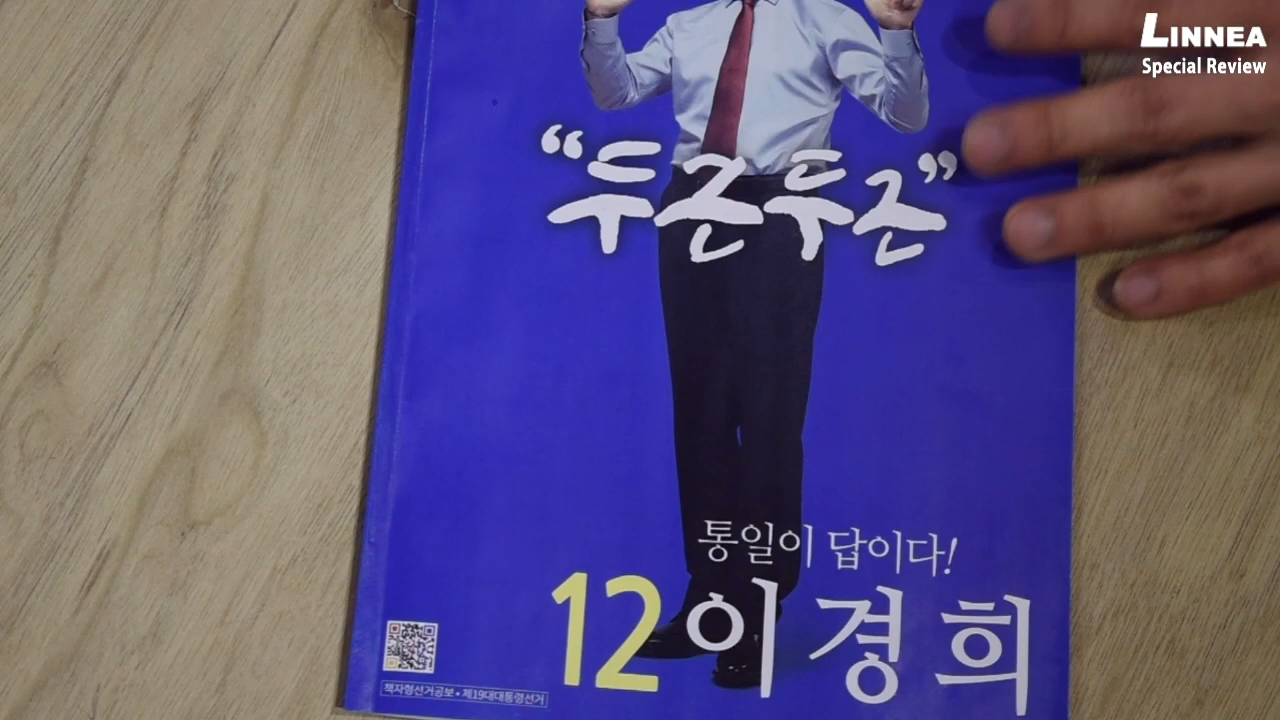 LINNEA
Special Review
“두근두근”
통일이 답이다!
12 이경희
책자형선거공보 • 제19대대통령선거